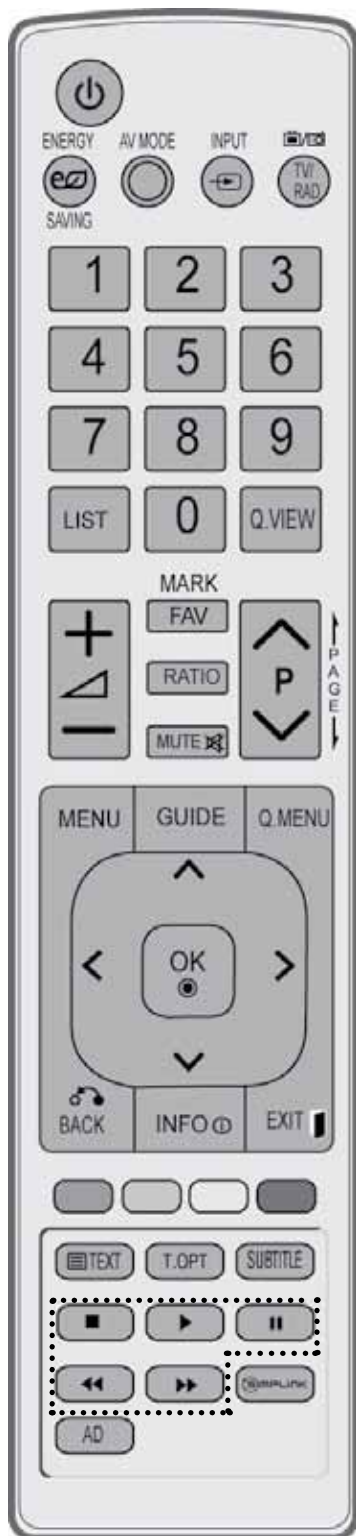 ENERGY AV MODE INPUT
TV/
RAD
SAVING
1 2 3
4 5 6
7 8 9
LIST 0 Q.VIEW
MARK
FAV
RATIO
P
PAGE
MUTE
MENU GUIDE Q.MENU
OK
BACK INFO EXIT
TEXT T.OPT SUBTITLE
SIMPLINK
AD